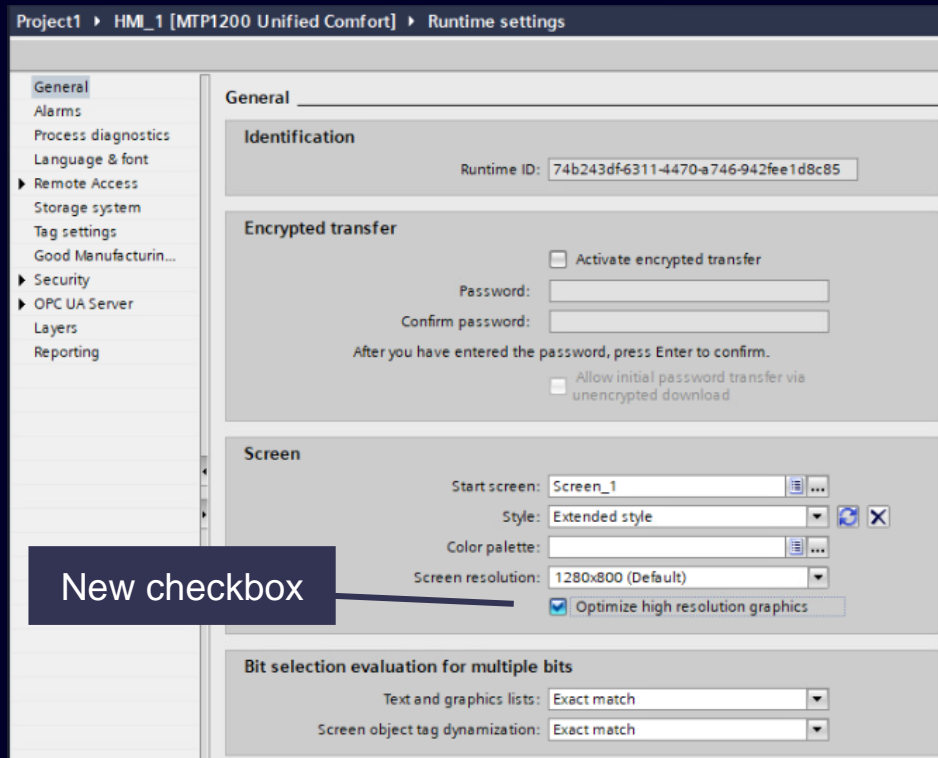 Project1 ▸ HMI_1 [MTP1200 Unified Comfort] ▸ Runtime settings
General
Alarms
Process diagnostics
Language & font
Remote Access
Storage system
Tag settings
Good Manufacturin...
Security
OPC UA Server
Layers
Reporting
General
Identification
Runtime ID: 74b243df-6311-4470-a746-942fee1d8c85
Encrypted transfer
Activate encrypted transfer
Password:
Confirm password:
After you have entered the password, press Enter to confirm.
Allow initial password transfer via
unencrypted download
Screen
Start screen: Screen_1 ...
Style: Extended style
Color palette: ...
Screen resolution: 1280x800 (Default)
Optimize high resolution graphics
New checkbox
Bit selection evaluation for multiple bits
Text and graphics lists: Exact match
Screen object tag dynamization: Exact match